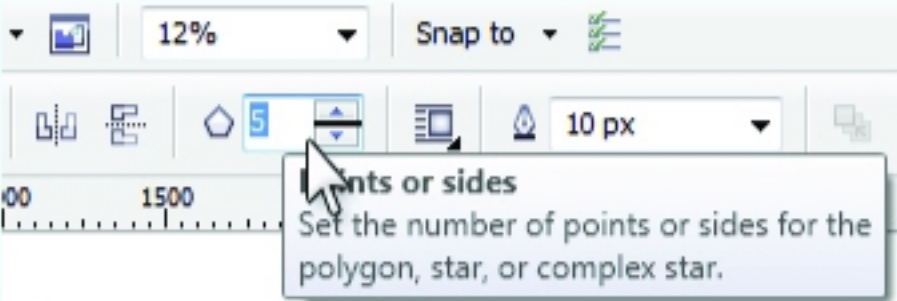 12% Snap to
5 10 px
00 1500
Points or sides
Set the number of points or sides for the
polygon, star, or complex star.